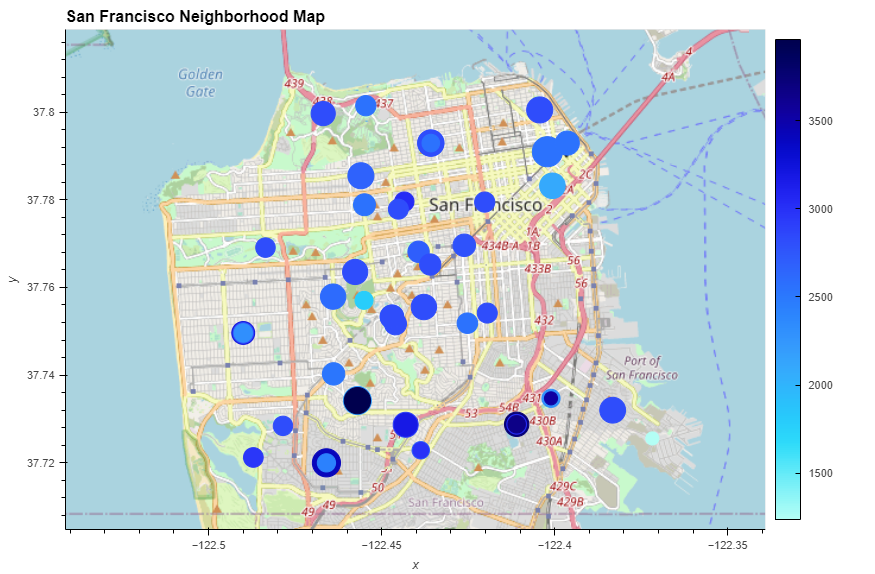 San Francisco Neighborhood Map
Golden
Gate
439
438
437
4
4A
37.8
37.78
37.76
37.74
37.72
y
San Francisco
2C
A
2
1A
434B·A
1B
433B
56
56
432
Port of
San Francisco
431
54B
53
430B
430A
50
49
49
429C
429B
San Francisco
−122.5
−122.45
−122.4
−122.35
x
3500
3000
2500
2000
1500